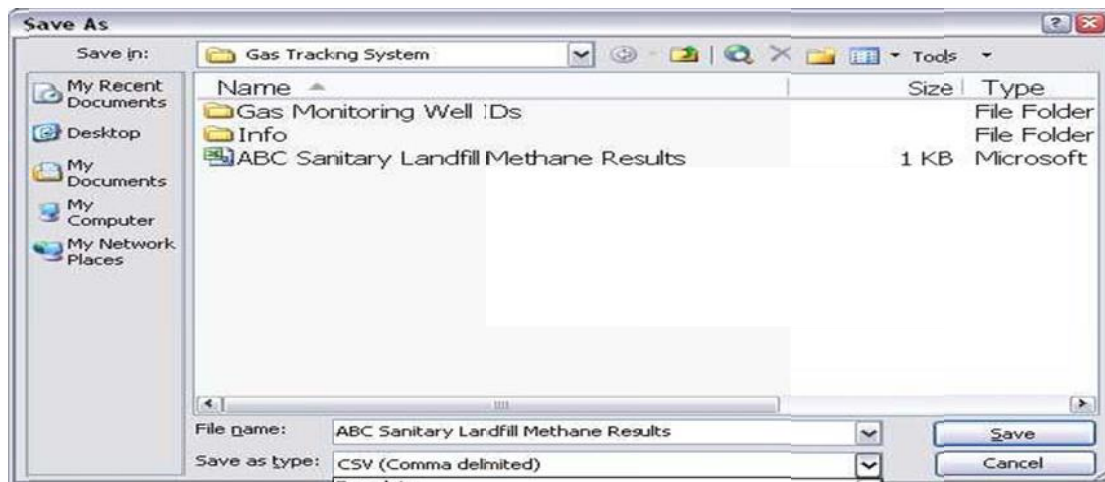 Save As
Save in: Gas Trackng System Tools
My Recent Documents
Desktop
My Documents
My Computer
My Network Places
Name Size Type
Gas Monitoring Well IDs File Folder
Info File Folder
ABC Sanitary Landfill Methane Results 1 KB Microsoft
File name: ABC Sanitary Landfill Methane Results Save
Save as type: CSV (Comma delmited) Cancel